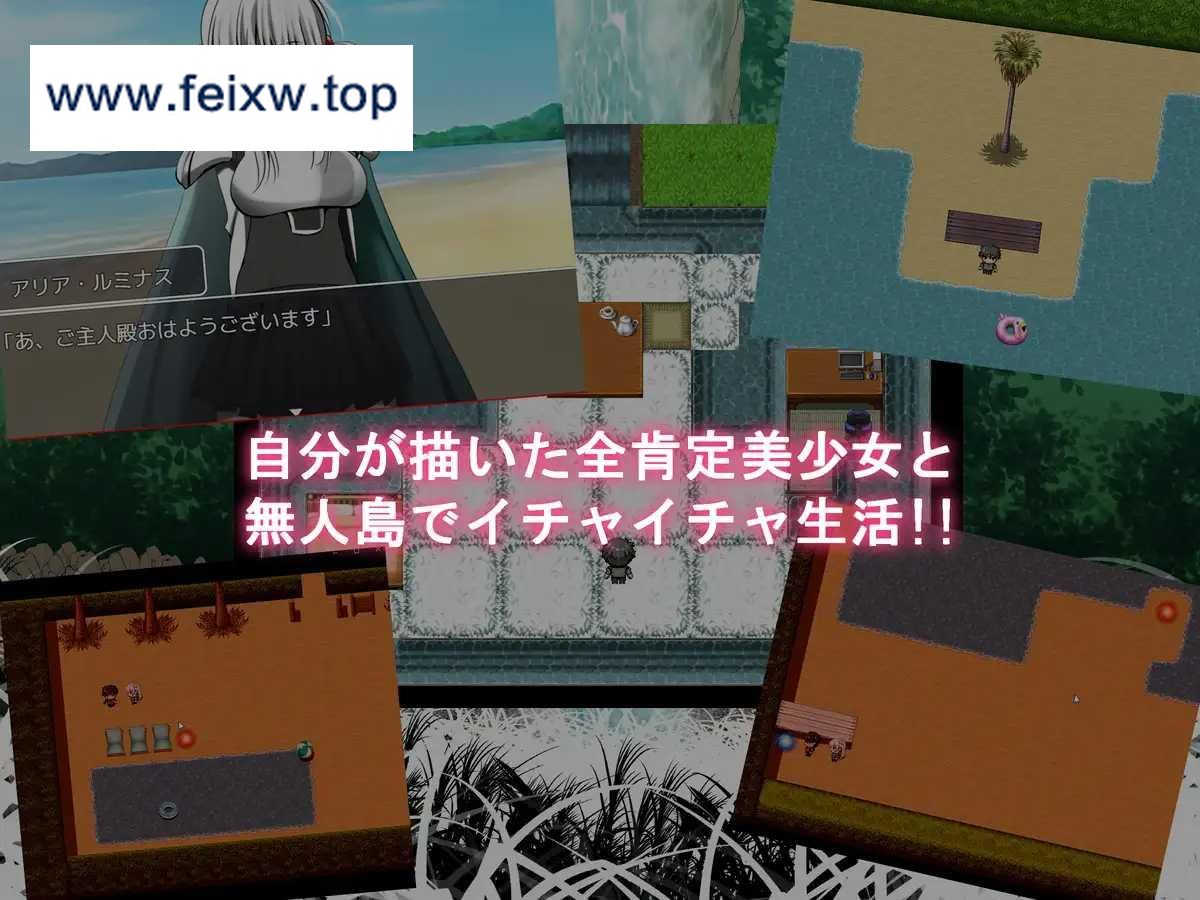 www.feixw.top
アリア・ルミナス
「あ、ご主人殿おはようございます」
自分が描いた全肯定美少女と
無人島でイチャイチャ生活!!